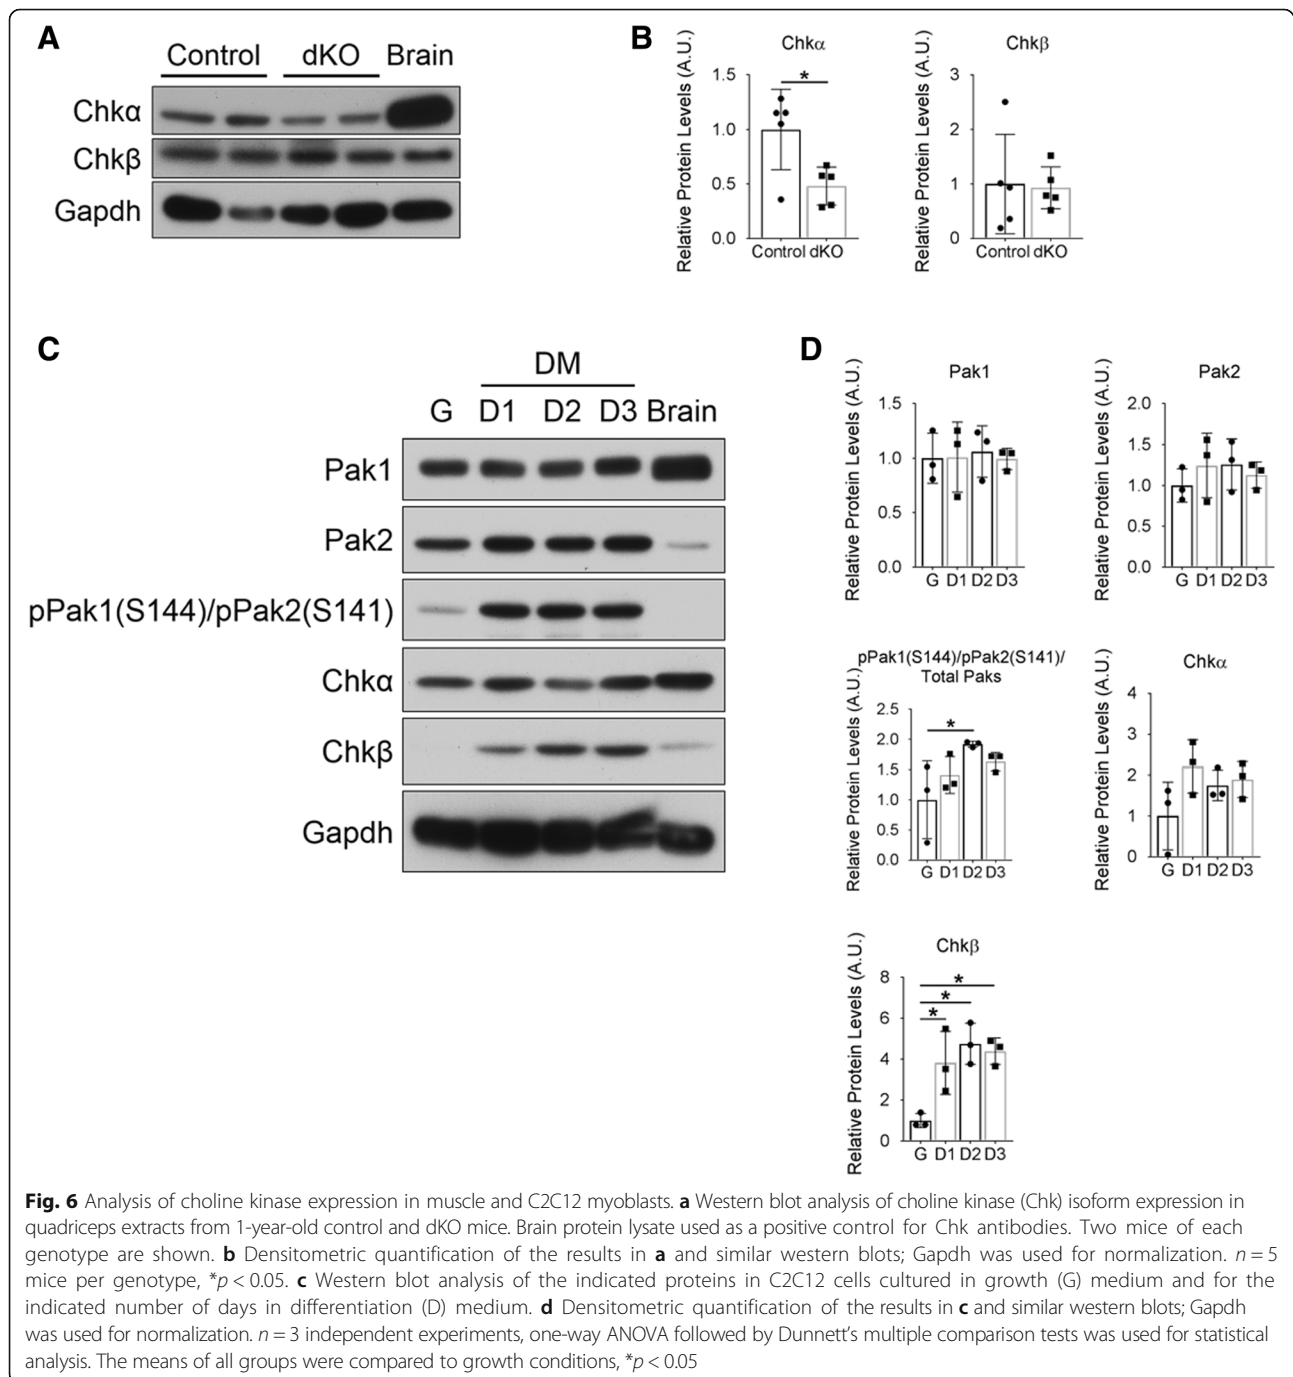 A
Control dKO Brain
Chkα
Chkβ
Gapdh
B
Chkα
Relative Protein Levels (A.U.)
1.5
1.0
0.5
0.0
*
Control dKO
Chkβ
Relative Protein Levels (A.U.)
3
2
1
0
Control dKO
C
DM
G D1 D2 D3 Brain
Pak1
Pak2
pPak1(S144)/pPak2(S141)
Chkα
Chkβ
Gapdh
D
Pak1
Relative Protein Levels (A.U.)
1.5
1.0
0.5
0.0
G D1 D2 D3
Pak2
Relative Protein Levels (A.U.)
2.0
1.5
1.0
0.5
0.0
G D1 D2 D3
pPak1(S144)/pPak2(S141)/
Total Paks
Relative Protein Levels (A.U.)
2.5
2.0
1.5
1.0
0.5
0.0
*
G D1 D2 D3
Chkα
Relative Protein Levels (A.U.)
4
3
2
1
0
G D1 D2 D3
Chkβ
Relative Protein Levels (A.U.)
8
6
4
2
0
*
*
*
G D1 D2 D3
Fig. 6 Analysis of choline kinase expression in muscle and C2C12 myoblasts. a Western blot analysis of choline kinase (Chk) isoform expression in
quadriceps extracts from 1-year-old control and dKO mice. Brain protein lysate used as a positive control for Chk antibodies. Two mice of each
genotype are shown. b Densitometric quantification of the results in a and similar western blots; Gapdh was used for normalization. n = 5
mice per genotype, *p < 0.05. c Western blot analysis of the indicated proteins in C2C12 cells cultured in growth (G) medium and for the
indicated number of days in differentiation (D) medium. d Densitometric quantification of the results in c and similar western blots; Gapdh
was used for normalization. n = 3 independent experiments, one-way ANOVA followed by Dunnett's multiple comparison tests was used for statistical
analysis. The means of all groups were compared to growth conditions, *p < 0.05